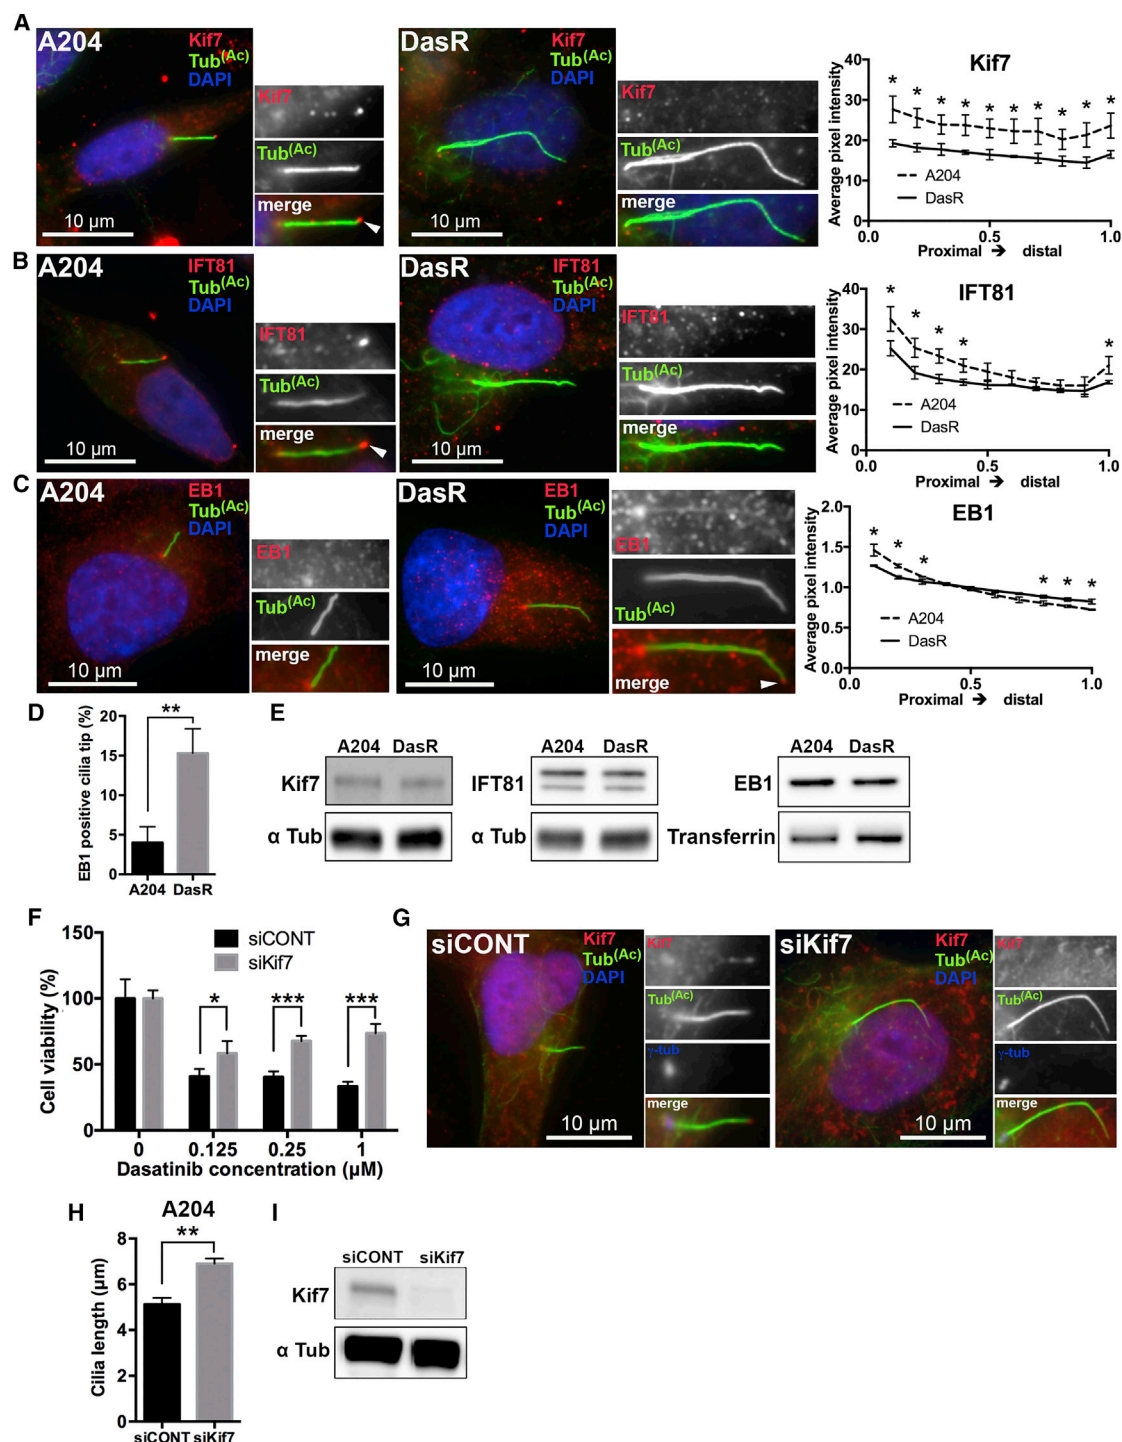 A
A204
Kif7
Tub(Ac)
DAPI
10 µm
Kif7
Tub(Ac)
merge
DasR
Kif7
Tub(Ac)
DAPI
10 µm
Kif7
Tub(Ac)
merge
Kif7
Average pixel intensity
40
30
20
10
0
A204
DasR
0.0 0.5 1.0
Proximal → distal
* * * * * * * * * *
B
A204
IFT81
Tub(Ac)
DAPI
10 µm
IFT81
Tub(Ac)
merge
DasR
IFT81
Tub(Ac)
DAPI
10 µm
IFT81
Tub(Ac)
merge
IFT81
Average pixel intensity
40
30
20
10
0
A204
DasR
0.0 0.5 1.0
Proximal → distal
* * * * *
C
A204
EB1
Tub(Ac)
DAPI
10 µm
EB1
Tub(Ac)
merge
DasR
EB1
Tub(Ac)
DAPI
10 µm
EB1
Tub(Ac)
merge
EB1
Average pixel intensity
2.0
1.5
1.0
0.5
0.0
A204
DasR
0.0 0.5 1.0
Proximal → distal
* * * * * *
D
EB1 positive cilia tip (%)
20
15
10
5
0
**
A204 DasR
E
A204 DasR
Kif7
α Tub
A204 DasR
IFT81
α Tub
A204 DasR
EB1
Transferrin
F
Cell viability (%)
150
100
50
0
siCONT
siKif7
* *** ***
0 0.125 0.25 1
Dasatinib concentration (µM)
G
siCONT
Kif7
Tub(Ac)
DAPI
10 µm
Kif7
Tub(Ac)
γ-tub
merge
siKif7
Kif7
Tub(Ac)
DAPI
10 µm
Kif7
Tub(Ac)
γ-tub
merge
H
A204
Cilia length (µm)
8
6
4
2
0
**
siCONT siKif7
I
siCONT siKif7
Kif7
α Tub